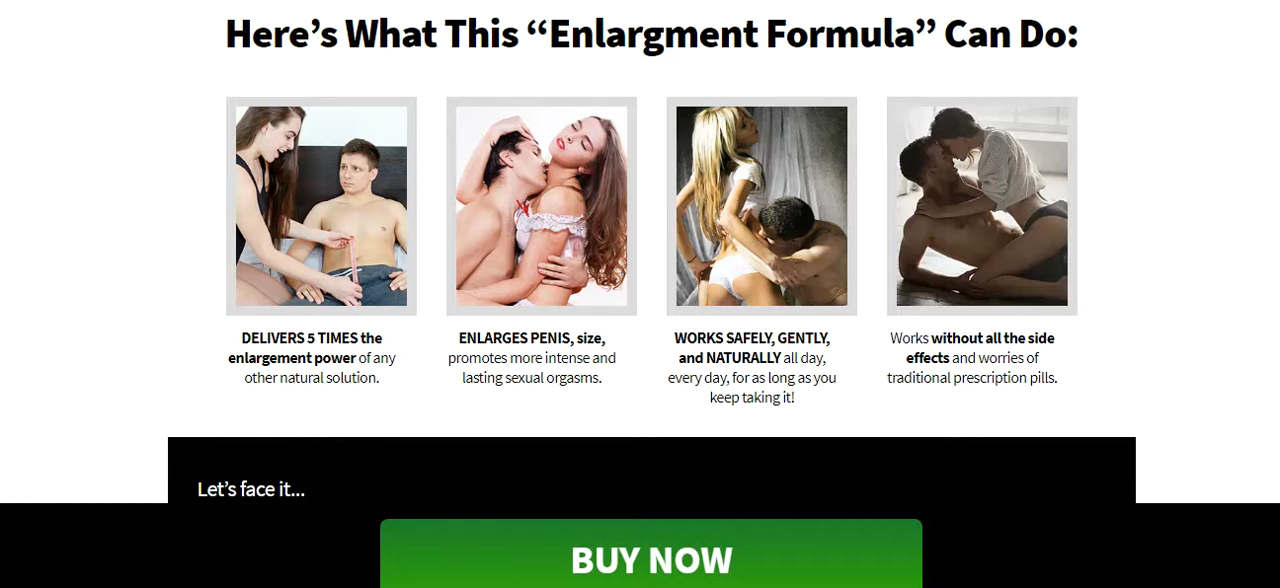 Here’s What This “Enlargment Formula” Can Do:
DELIVERS 5 TIMES the
enlargement power of any
other natural solution.
ENLARGES PENIS, size,
promotes more intense and
lasting sexual orgasms.
WORKS SAFELY, GENTLY,
and NATURALLY all day,
every day, for as long as you
keep taking it!
Works without all the side
effects and worries of
traditional prescription pills.
Let’s face it...
BUY NOW